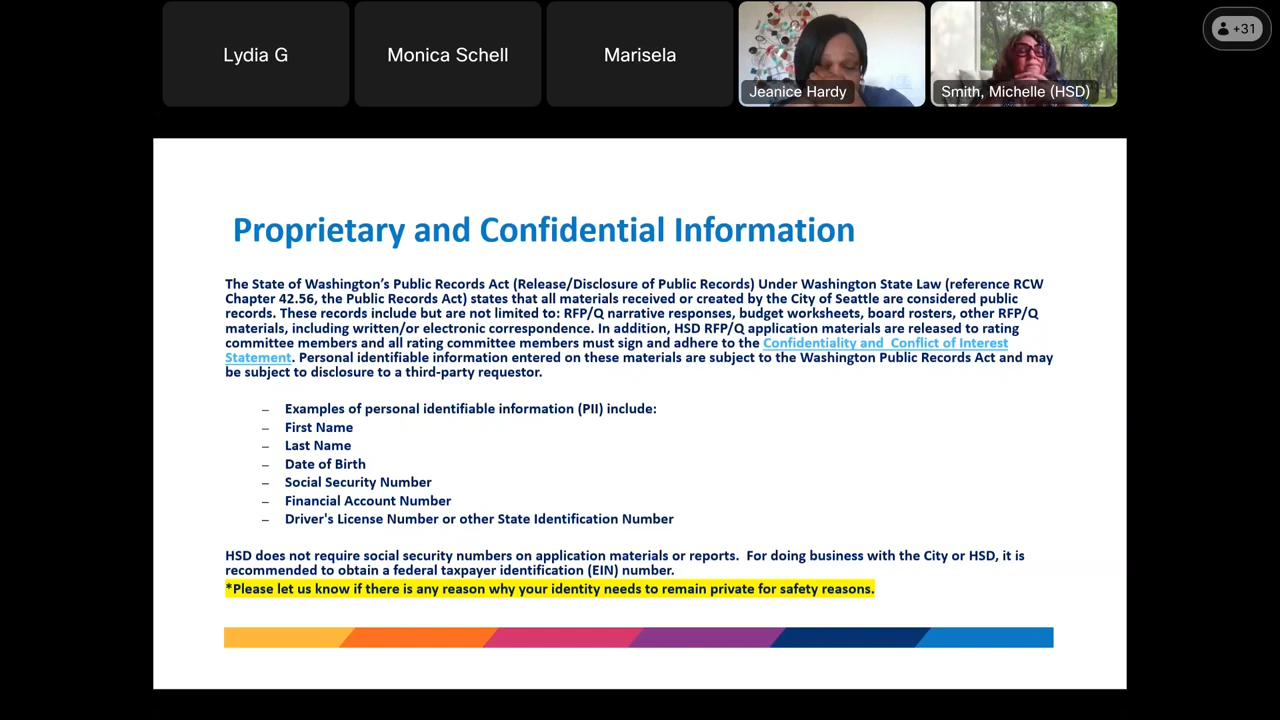 Lydia G
Monica Schell
Marisela
Jeanice Hardy
Smith, Michelle (HSD)
+31
Proprietary and Confidential Information
The State of Washington's Public Records Act (Release/Disclosure of Public Records) Under Washington State Law (reference RCW
Chapter 42.56, the Public Records Act) states that all materials received or created by the City of Seattle are considered public
records. These records include but are not limited to: RFP/Q narrative responses, budget worksheets, board rosters, other RFP/Q
materials, including written/or electronic correspondence. In addition, HSD RFP/Q application materials are released to rating
committee members and all rating committee members must sign and adhere to the Confidentiality and  Conflict of Interest
Statement. Personal identifiable information entered on these materials are subject to the Washington Public Records Act and may
be subject to disclosure to a third-party requestor.
– Examples of personal identifiable information (PII) include:
– First Name
– Last Name
– Date of Birth
– Social Security Number
– Financial Account Number
– Driver's License Number or other State Identification Number
HSD does not require social security numbers on application materials or reports.  For doing business with the City or HSD, it is
recommended to obtain a federal taxpayer identification (EIN) number.
*Please let us know if there is any reason why your identity needs to remain private for safety reasons.